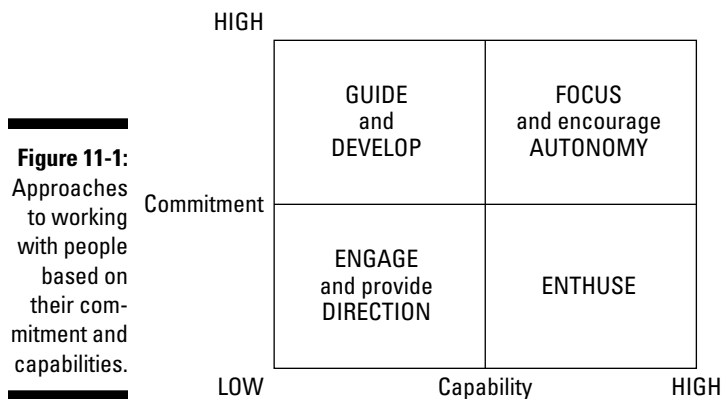 HIGH
GUIDE
and
DEVELOP
FOCUS
and encourage
AUTONOMY
Figure 11-1:
Approaches
to working
with people
based on
their com-
mitment and
capabilities.
Commitment
ENGAGE
and provide
DIRECTION
ENTHUSE
LOW
Capability
HIGH